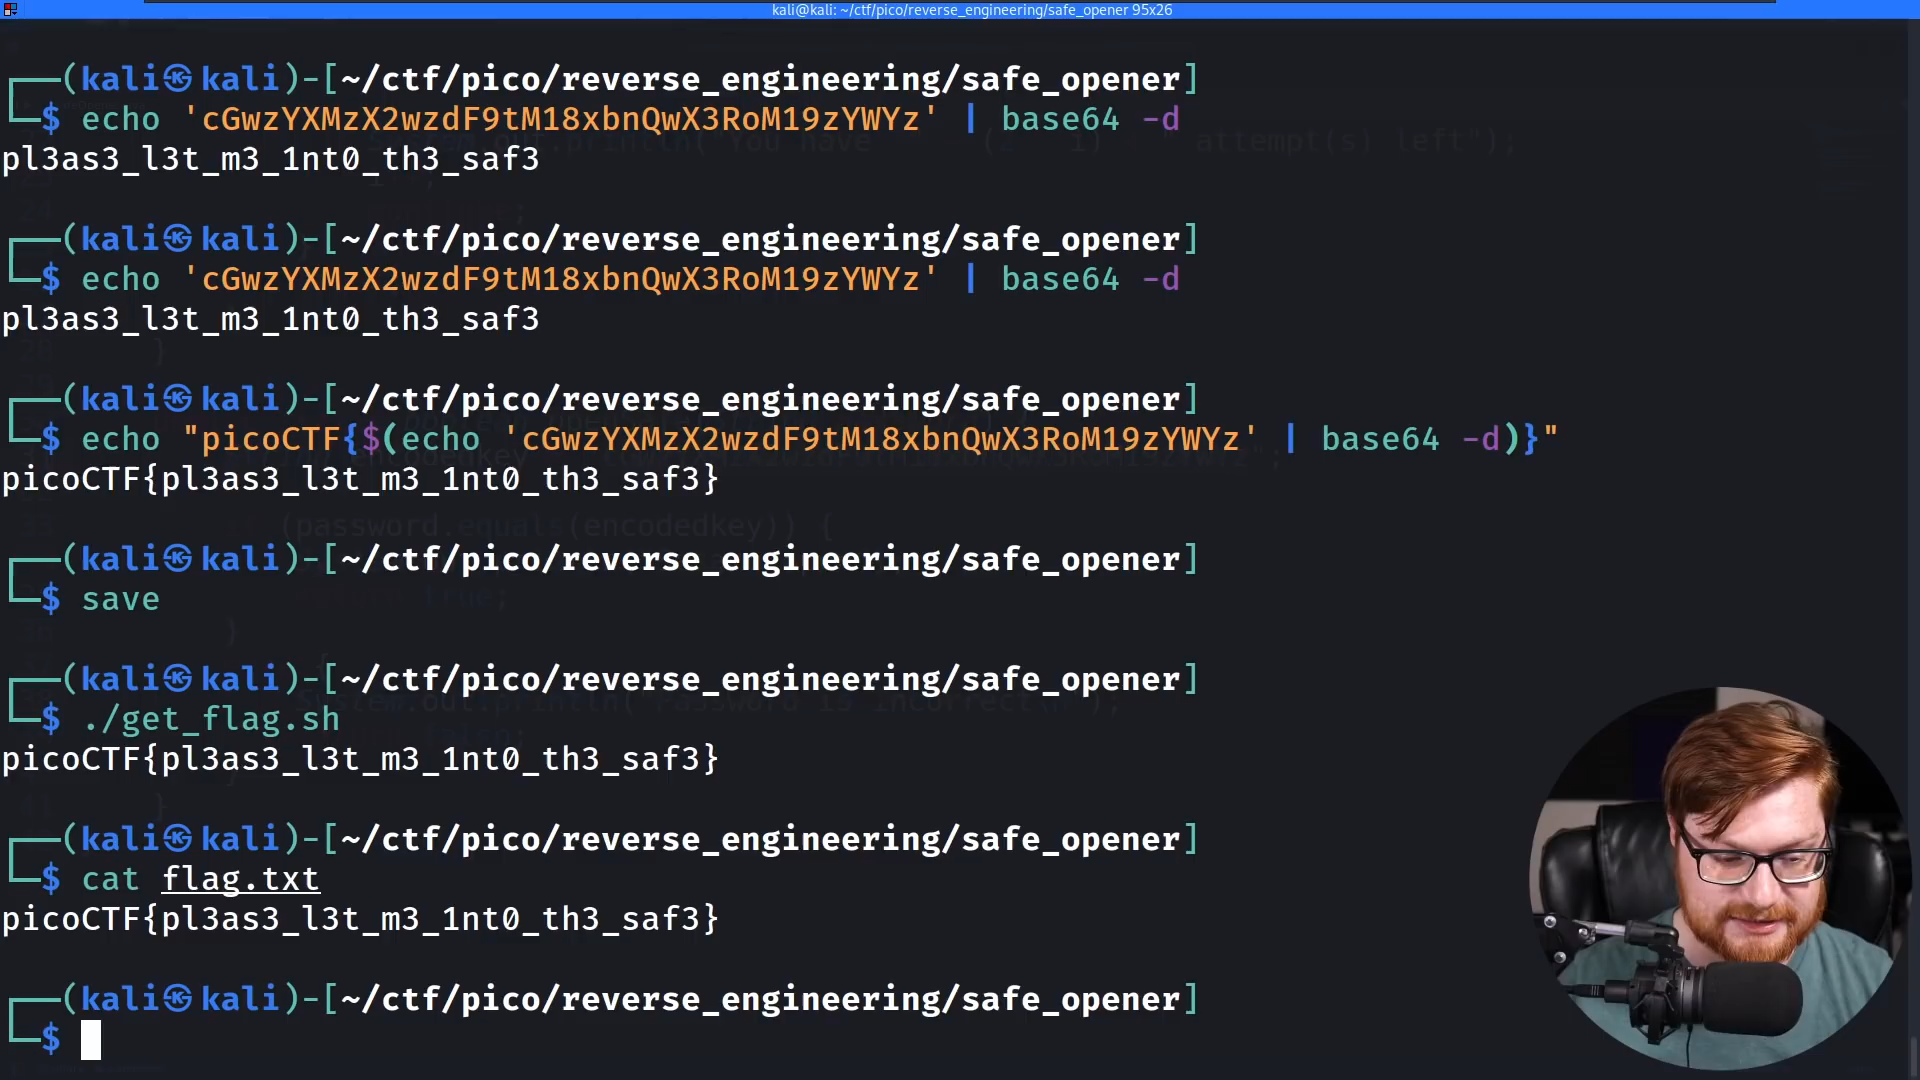 kali@kali: ~/ctf/pico/reverse_engineering/safe_opener 95x26
┌──(kali㉿kali)-[~/ctf/pico/reverse_engineering/safe_opener]
└─$ echo 'cGwzYXMzX2wzdF9tM18xbnQwX3RoM19zYWYz' | base64 -d
pl3as3_l3t_m3_1nt0_th3_saf3
┌──(kali㉿kali)-[~/ctf/pico/reverse_engineering/safe_opener]
└─$ echo 'cGwzYXMzX2wzdF9tM18xbnQwX3RoM19zYWYz' | base64 -d
pl3as3_l3t_m3_1nt0_th3_saf3
┌──(kali㉿kali)-[~/ctf/pico/reverse_engineering/safe_opener]
└─$ echo "picoCTF{$(echo 'cGwzYXMzX2wzdF9tM18xbnQwX3RoM19zYWYz' | base64 -d)}"
picoCTF{pl3as3_l3t_m3_1nt0_th3_saf3}
┌──(kali㉿kali)-[~/ctf/pico/reverse_engineering/safe_opener]
└─$ save
┌──(kali㉿kali)-[~/ctf/pico/reverse_engineering/safe_opener]
└─$ ./get_flag.sh
picoCTF{pl3as3_l3t_m3_1nt0_th3_saf3}
┌──(kali㉿kali)-[~/ctf/pico/reverse_engineering/safe_opener]
└─$ cat flag.txt
picoCTF{pl3as3_l3t_m3_1nt0_th3_saf3}
┌──(kali㉿kali)-[~/ctf/pico/reverse_engineering/safe_opener]
└─$